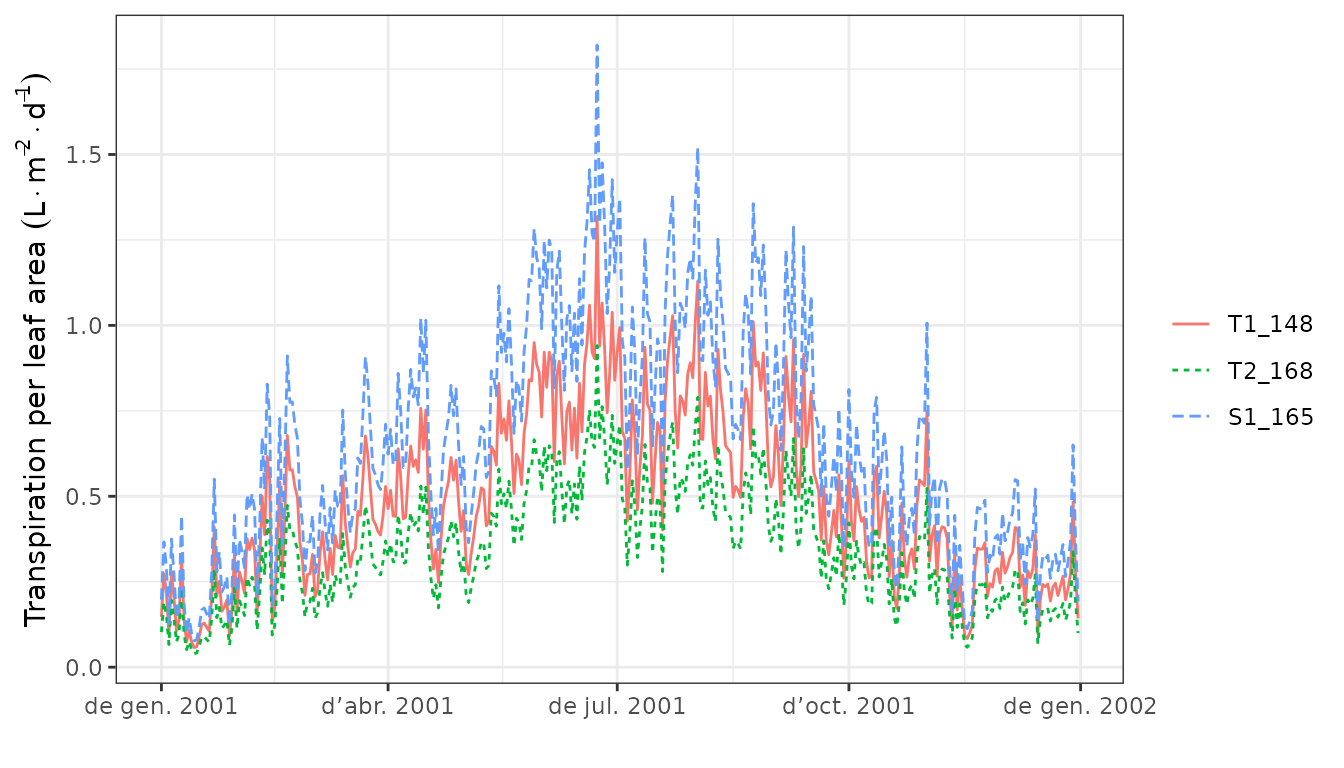 Transpiration per leaf area (L·m⁻²·d⁻¹)
1.5
1.0
0.5
0.0
de gen. 2001
d’abr. 2001
de jul. 2001
d’oct. 2001
de gen. 2002
T1_148
T2_168
S1_165